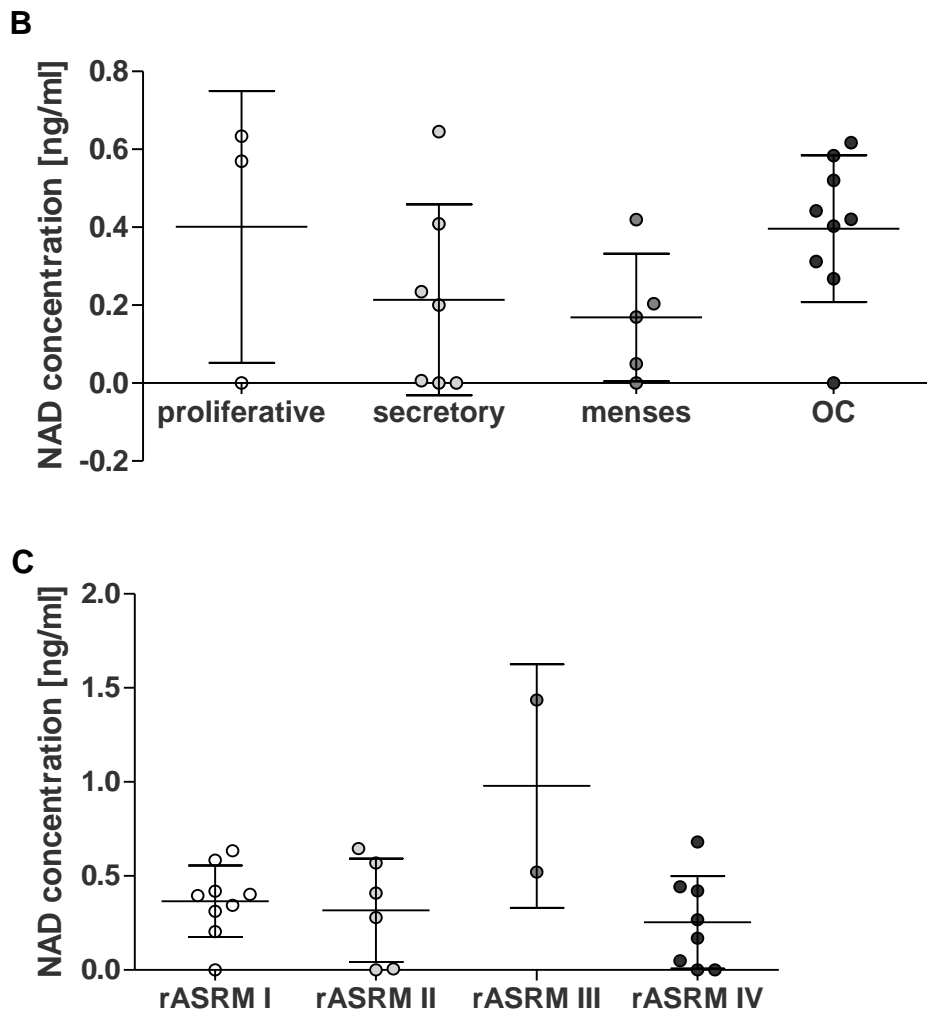 B
NAD concentration [ng/ml]
0.8
0.6
0.4
0.2
0.0
-0.2
proliferative secretory menses OC
C
NAD concentration [ng/ml]
2.0
1.5
1.0
0.5
0.0
rASRM I rASRM II rASRM III rASRM IV